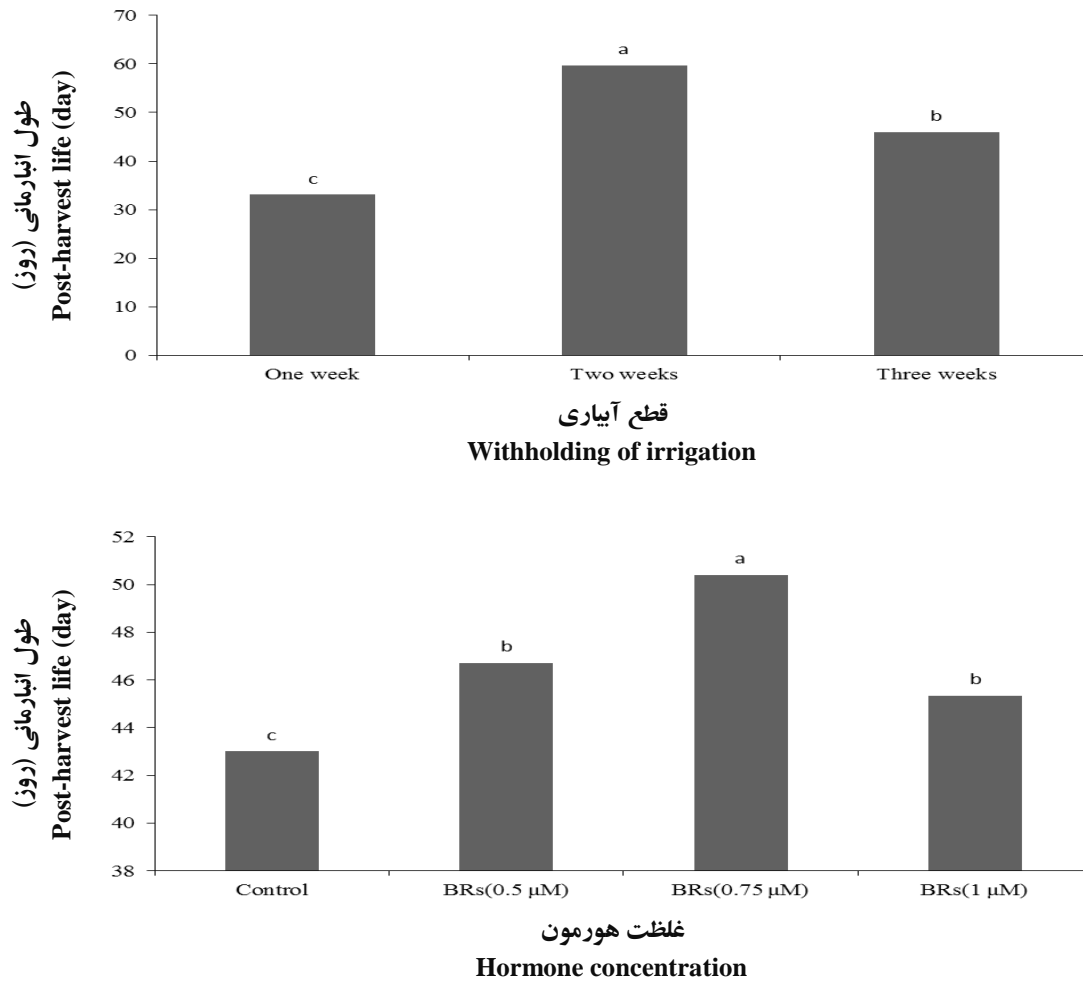 طول انبارمانی (روز)
Post-harvest life (day)
70
60
50
40
30
20
10
0
c
a
b
One week
Two weeks
Three weeks
قطع آبیاری
Withholding of irrigation
طول انبارمانی (روز)
Post-harvest life (day)
52
50
48
46
44
42
40
38
c
b
a
b
Control
BRs(0.5 µM)
BRs(0.75 µM)
BRs(1 µM)
غلظت هورمون
Hormone concentration